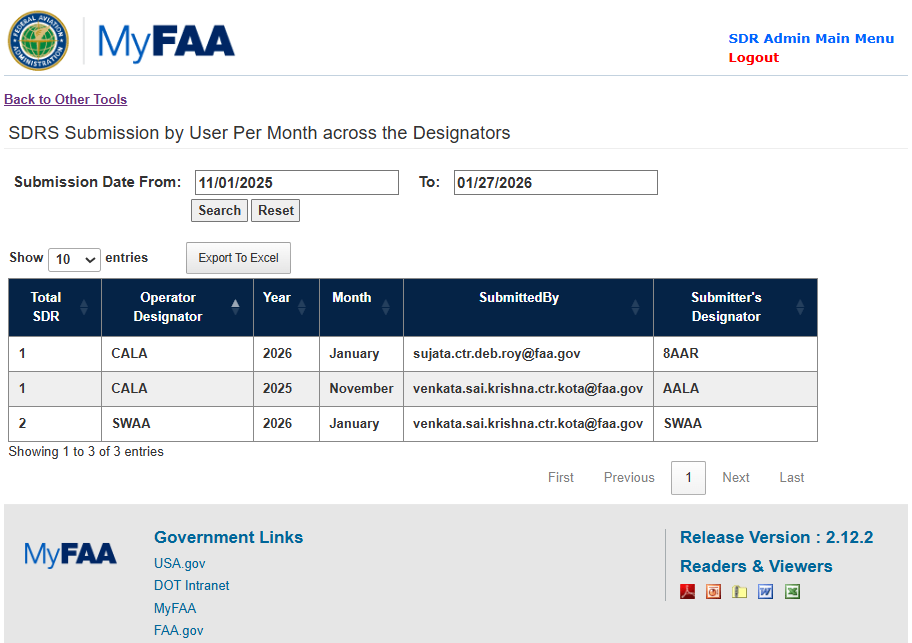 FEDERAL AVIATION ADMINISTRATION
MyFAA
SDR Admin Main Menu
Logout
Back to Other Tools
SDRS Submission by User Per Month across the Designators
Submission Date From: 11/01/2025 To: 01/27/2026
Search Reset
Show 10 entries Export To Excel
Total SDR Operator Designator Year Month SubmittedBy Submitter's Designator
1 CALA 2026 January sujata.ctr.deb.roy@faa.gov 8AAR
1 CALA 2025 November venkata.sai.krishna.ctr.kota@faa.gov AALA
2 SWAA 2026 January venkata.sai.krishna.ctr.kota@faa.gov SWAA
Showing 1 to 3 of 3 entries
First Previous 1 Next Last
MyFAA
Government Links
USA.gov
DOT Intranet
MyFAA
FAA.gov
Release Version : 2.12.2
Readers & Viewers